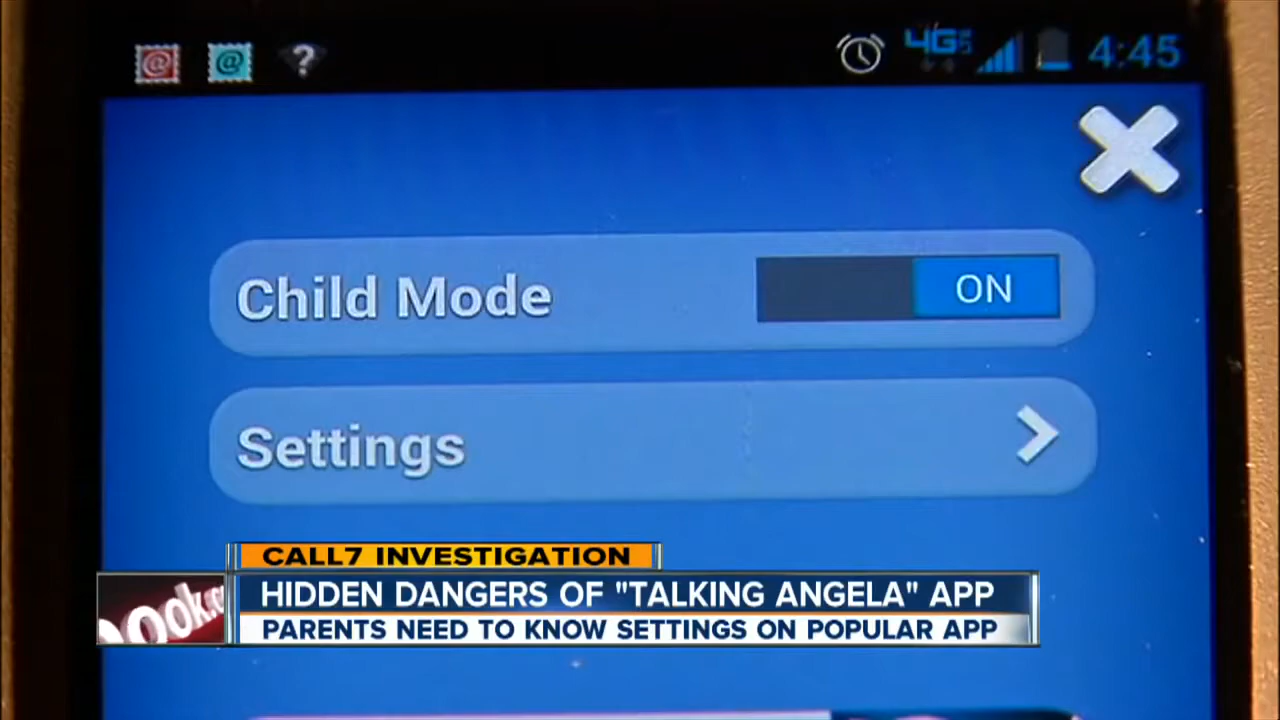 @ @ ? 4G 4:45
Child Mode ON
Settings
CALL7 INVESTIGATION
HIDDEN DANGERS OF "TALKING ANGELA" APP
PARENTS NEED TO KNOW SETTINGS ON POPULAR APP